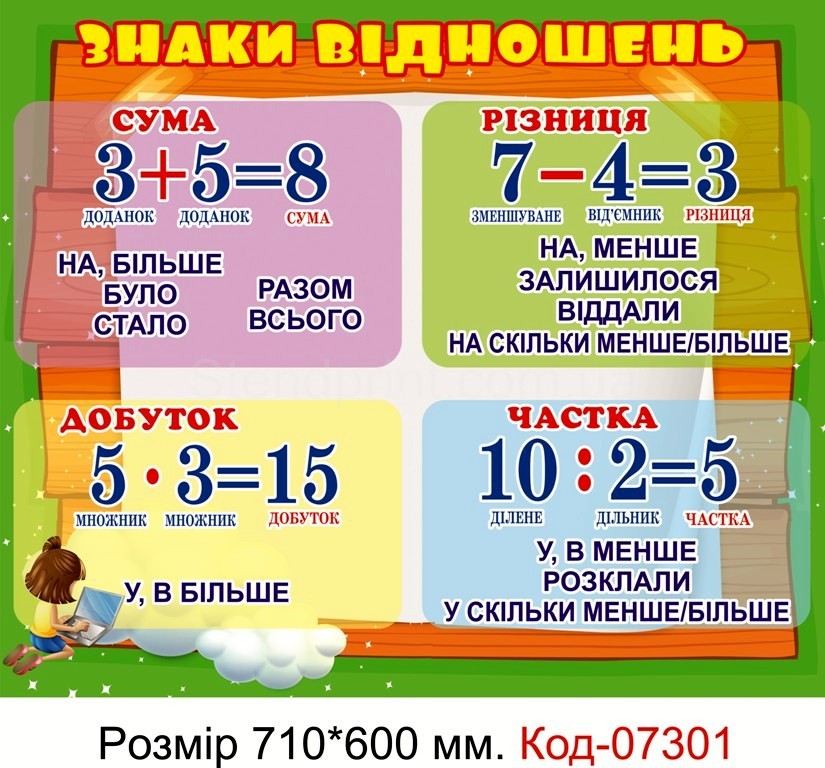 ЗНАКИ ВІДНОШЕНЬ
СУМА
3+5=8
ДОДАНОК ДОДАНОК СУМА
НА, БІЛЬШЕ
БУЛО
СТАЛО
РАЗОМ
ВСЬОГО
РІЗНИЦЯ
7−4=3
ЗМЕНШУВАНЕ ВІД'ЄМНИК РІЗНИЦЯ
НА, МЕНШЕ
ЗАЛИШИЛОСЯ
ВІДДАЛИ
НА СКІЛЬКИ МЕНШЕ/БІЛЬШЕ
ДОБУТОК
5·3=15
МНОЖНИК МНОЖНИК ДОБУТОК
У, В БІЛЬШЕ
ЧАСТКА
10:2=5
ДІЛЕНЕ ДІЛЬНИК ЧАСТКА
У, В МЕНШЕ
РОЗКЛАЛИ
У СКІЛЬКИ МЕНШЕ/БІЛЬШЕ
Розмір 710*600 мм. Код-07301